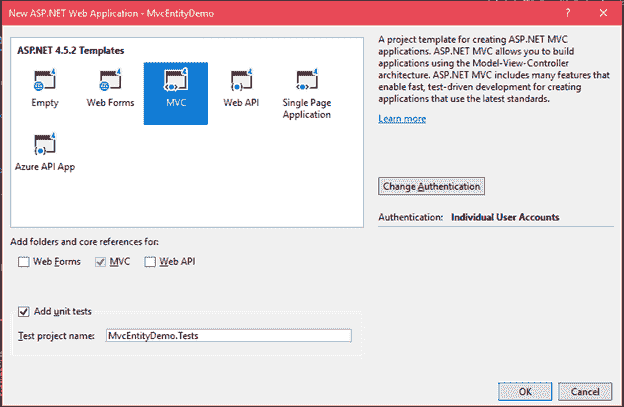 New ASP.NET Web Application - MvcEntityDemo
ASP.NET 4.5.2 Templates
Empty
Web Forms
MVC
Web API
Single Page
Application
Azure API App
Add folders and core references for:
Web Forms
MVC
Web API
Add unit tests
Test project name:
MvcEntityDemo.Tests
A project template for creating ASP.NET MVC
applications. ASP.NET MVC allows you to build
applications using the Model-View-Controller
architecture. ASP.NET MVC includes many features that
enable fast, test-driven development for creating
applications that use the latest standards.
Learn more
Change Authentication
Authentication: Individual User Accounts
OK
Cancel